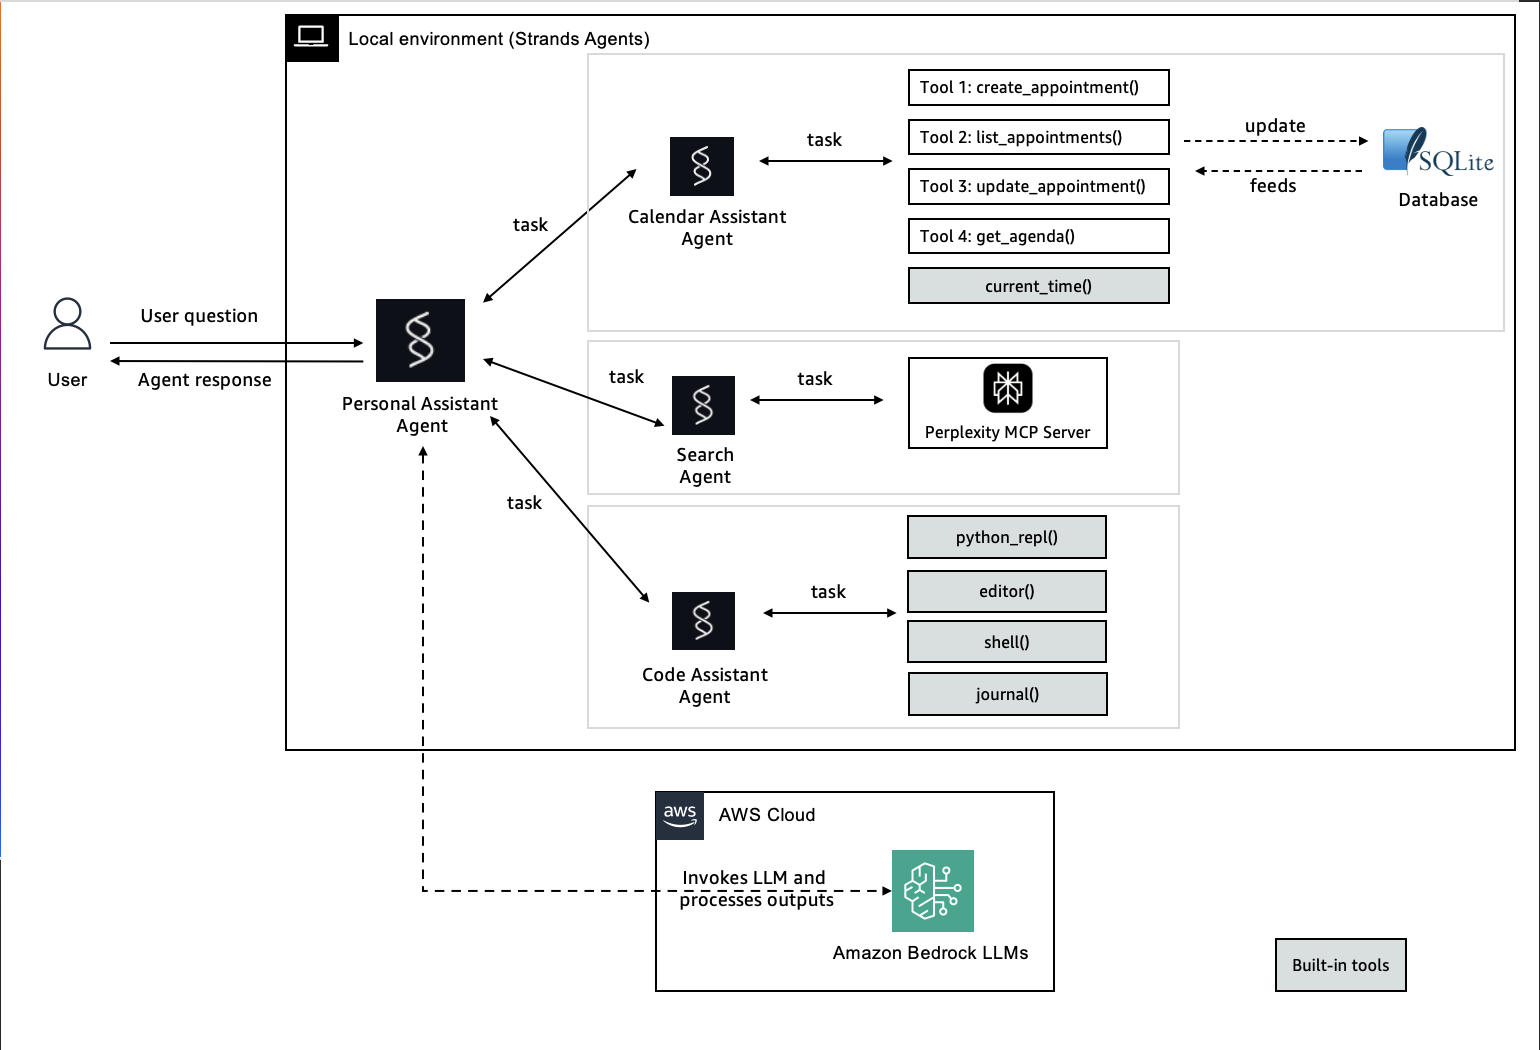 Local environment (Strands Agents)
Tool 1: create_appointment()
Tool 2: list_appointments()
Tool 3: update_appointment()
Tool 4: get_agenda()
current_time()
task
update
feeds
SQLite
Database
Calendar Assistant
Agent
task
User question
Agent response
User
Personal Assistant
Agent
task
Search
Agent
task
Perplexity MCP Server
task
Code Assistant
Agent
task
python_repl()
editor()
shell()
journal()
aws
AWS Cloud
Invokes LLM and
processes outputs
Amazon Bedrock LLMs
Built-in tools